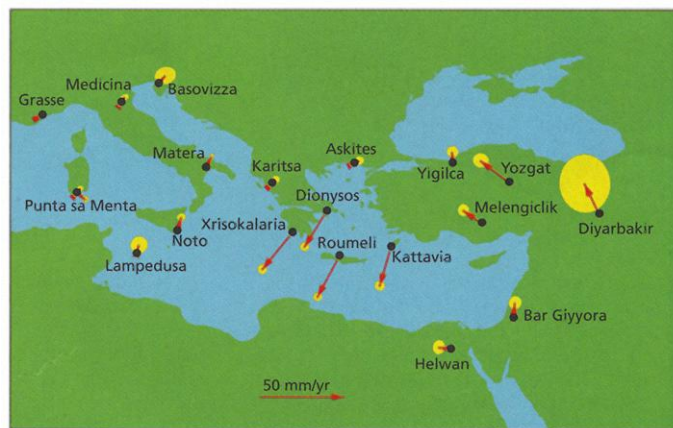 Medicina
Basovizza
Grasse
Matera
Karitsa
Askites
Yigilca
Yozgat
Punta sa Menta
Dionysos
Melengiclik
Diyarbakir
Xrisokalaria
Noto
Roumeli
Kattavia
Lampedusa
Bar Giyyora
Helwan
50 mm/yr